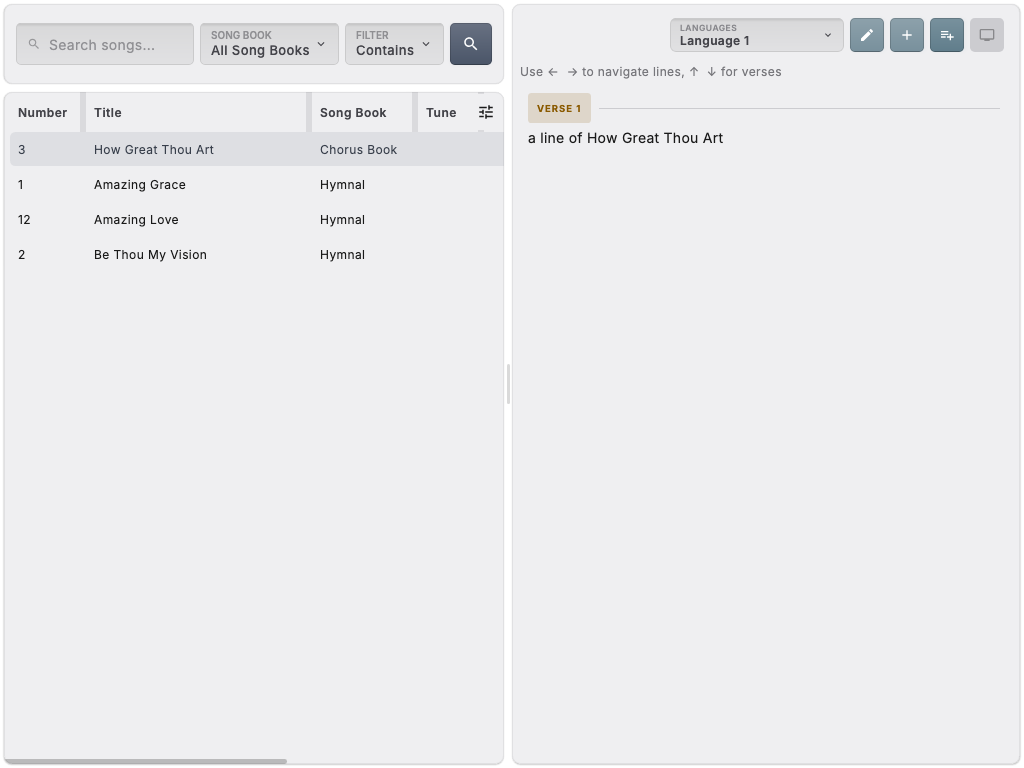 Search songs...
SONG BOOK
All Song Books
FILTER
Contains
Number Title Song Book Tune
3 How Great Thou Art Chorus Book
1 Amazing Grace Hymnal
12 Amazing Love Hymnal
2 Be Thou My Vision Hymnal
LANGUAGES
Language 1
Use ← → to navigate lines, ↑ ↓ for verses
VERSE 1
a line of How Great Thou Art